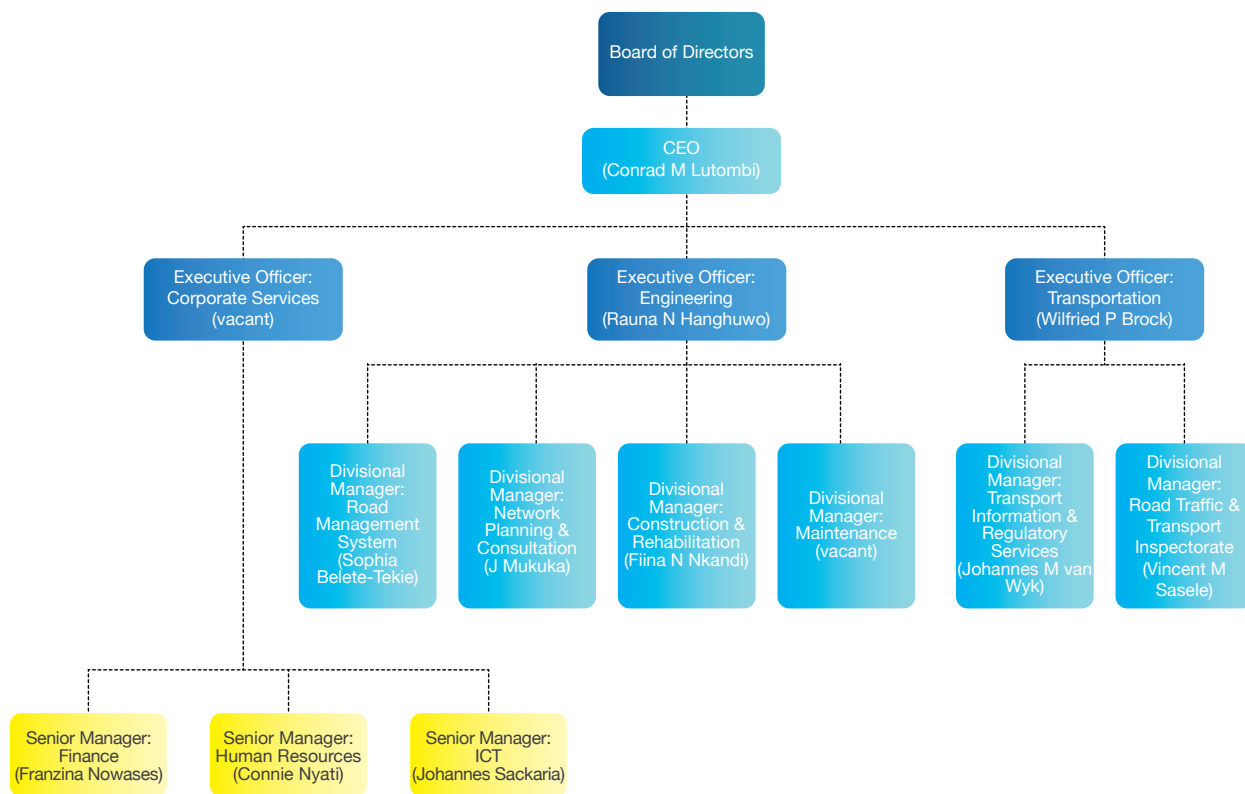 Board of Directors
CEO
(Conrad M Lutombi)
Executive Officer:
Corporate Services
(vacant)
Executive Officer:
Engineering
(Rauna N Hanghuwo)
Executive Officer:
Transportation
(Wilfried P Brock)
Divisional
Manager:
Road
Management
System
(Sophia
Belete-Tekie)
Divisional
Manager:
Network
Planning &
Consultation
(J Mukuka)
Divisional
Manager:
Construction &
Rehabilitation
(Fiina N Nkandi)
Divisional
Manager:
Maintenance
(vacant)
Divisional
Manager:
Transport
Information &
Regulatory
Services
(Johannes M van
Wyk)
Divisional
Manager:
Road Traffic &
Transport
Inspectorate
(Vincent M
Sasele)
Senior Manager:
Finance
(Franzina Nowases)
Senior Manager:
Human Resources
(Connie Nyati)
Senior Manager:
ICT
(Johannes Sackaria)